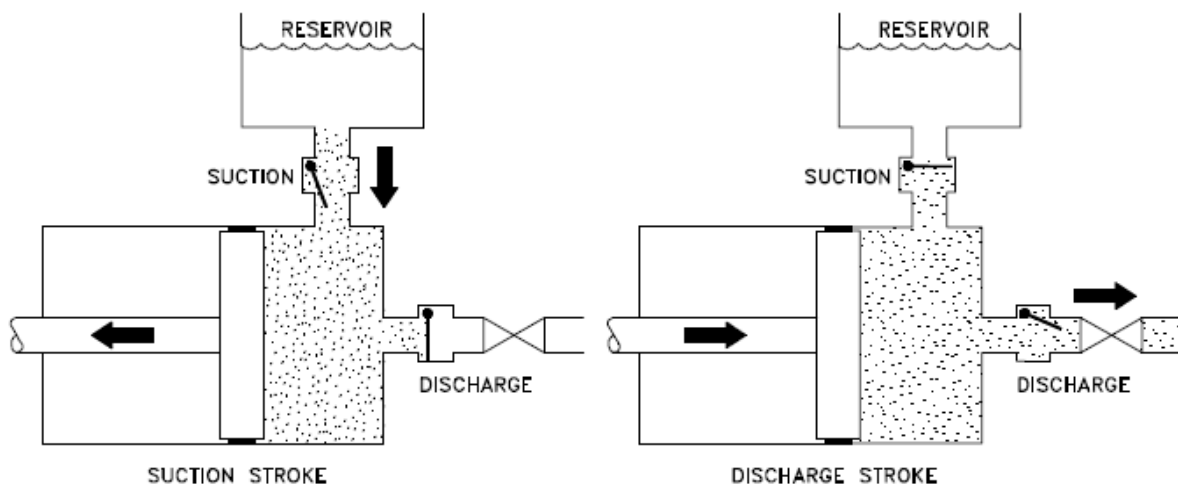 RESERVOIR
SUCTION
DISCHARGE
SUCTION STROKE
RESERVOIR
SUCTION
DISCHARGE
DISCHARGE STROKE